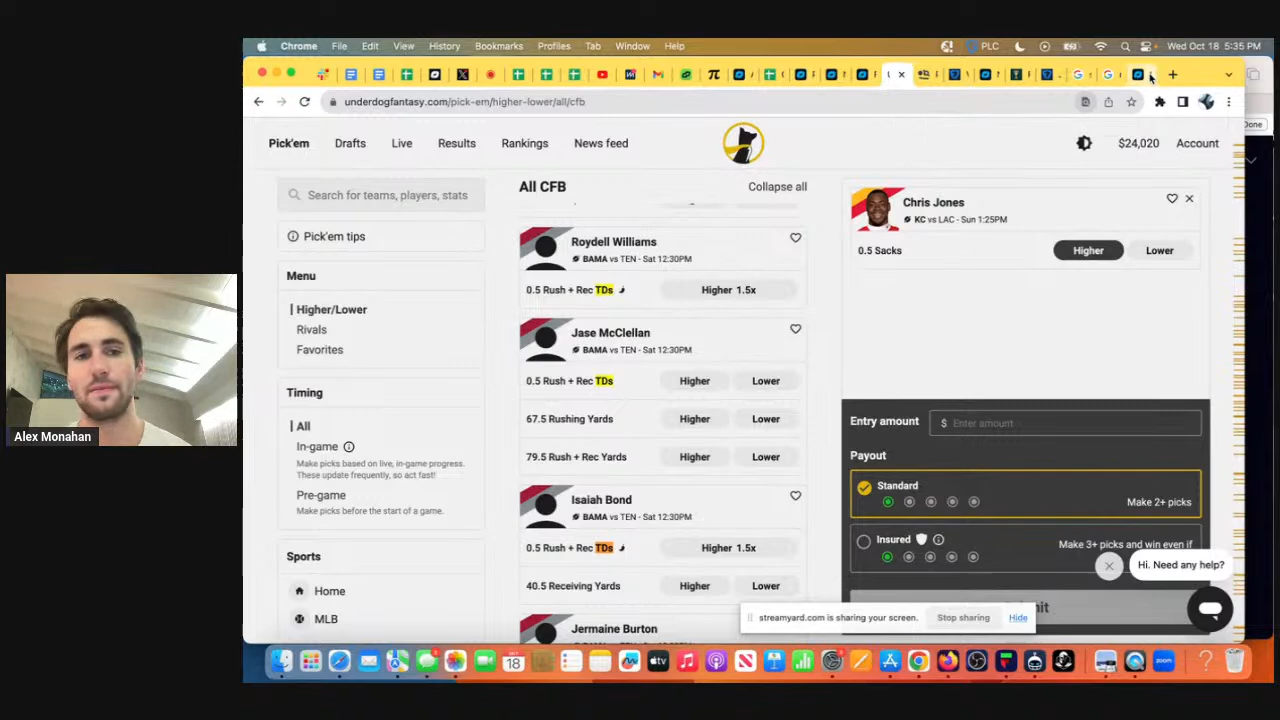 Chrome File Edit View History Bookmarks Profiles Tab Window Help
PLC
Wed Oct 18 5:35 PM
underdogfantasy.com/pick-em/higher-lower/all/cfb
Pick'em Drafts Live Results Rankings News feed
$24,020 Account
Search for teams, players, stats
Pick'em tips
Menu
Higher/Lower
Rivals
Favorites
Timing
All
In-game
Make picks based on live, in-game progress.
These update frequently, so act fast!
Pre-game
Make picks before the start of a game.
Sports
Home
MLB
All CFB Collapse all
Roydell Williams
BAMA vs TEN - Sat 12:30PM
0.5 Rush + Rec TDs Higher 1.5x
Jase McClellan
BAMA vs TEN - Sat 12:30PM
0.5 Rush + Rec TDs Higher Lower
67.5 Rushing Yards Higher Lower
79.5 Rush + Rec Yards Higher Lower
Isaiah Bond
BAMA vs TEN - Sat 12:30PM
0.5 Rush + Rec TDs Higher 1.5x
40.5 Receiving Yards Higher Lower
Jermaine Burton
Chris Jones
KC vs LAC - Sun 1:25PM
0.5 Sacks Higher Lower
Entry amount $ Enter amount
Payout
Standard
Make 2+ picks
Insured
Make 3+ picks and win even if
Hi. Need any help?
streamyard.com is sharing your screen. Stop sharing Hide
Alex Monahan
OCT
18
zoom